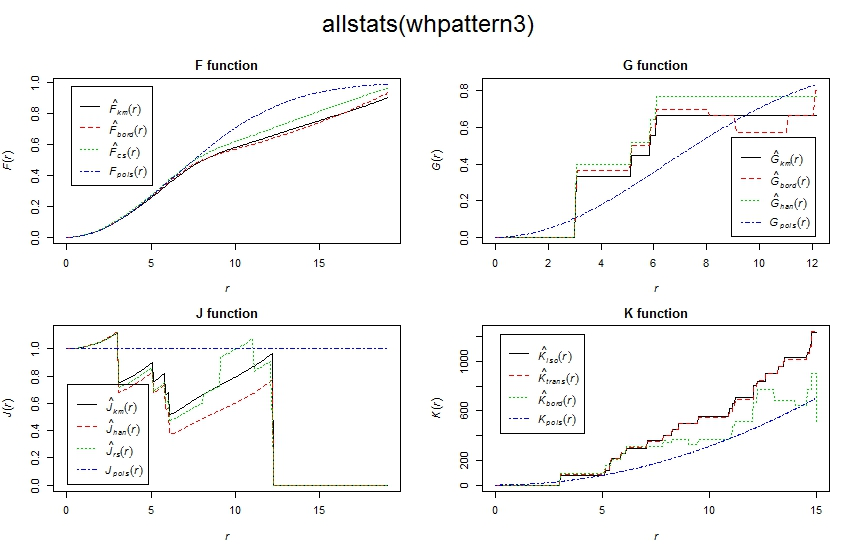 allstats(whpattern3)
F function
F(r)
1.0
0.8
0.6
0.4
0.2
0.0
F̂km(r)
F̂bord(r)
F̂cs(r)
Fpois(r)
0 5 10 15
r
G function
G(r)
0.8
0.6
0.4
0.2
0.0
Ĝkm(r)
Ĝbord(r)
Ĝhan(r)
Gpois(r)
0 2 4 6 8 10 12
r
J function
J(r)
1.0
0.8
0.6
0.4
0.2
0.0
Ĵkm(r)
Ĵhan(r)
Ĵrs(r)
Jpois(r)
0 5 10 15
r
K function
K(r)
1000
600
200
0
K̂iso(r)
K̂trans(r)
K̂bord(r)
Kpois(r)
0 5 10 15
r